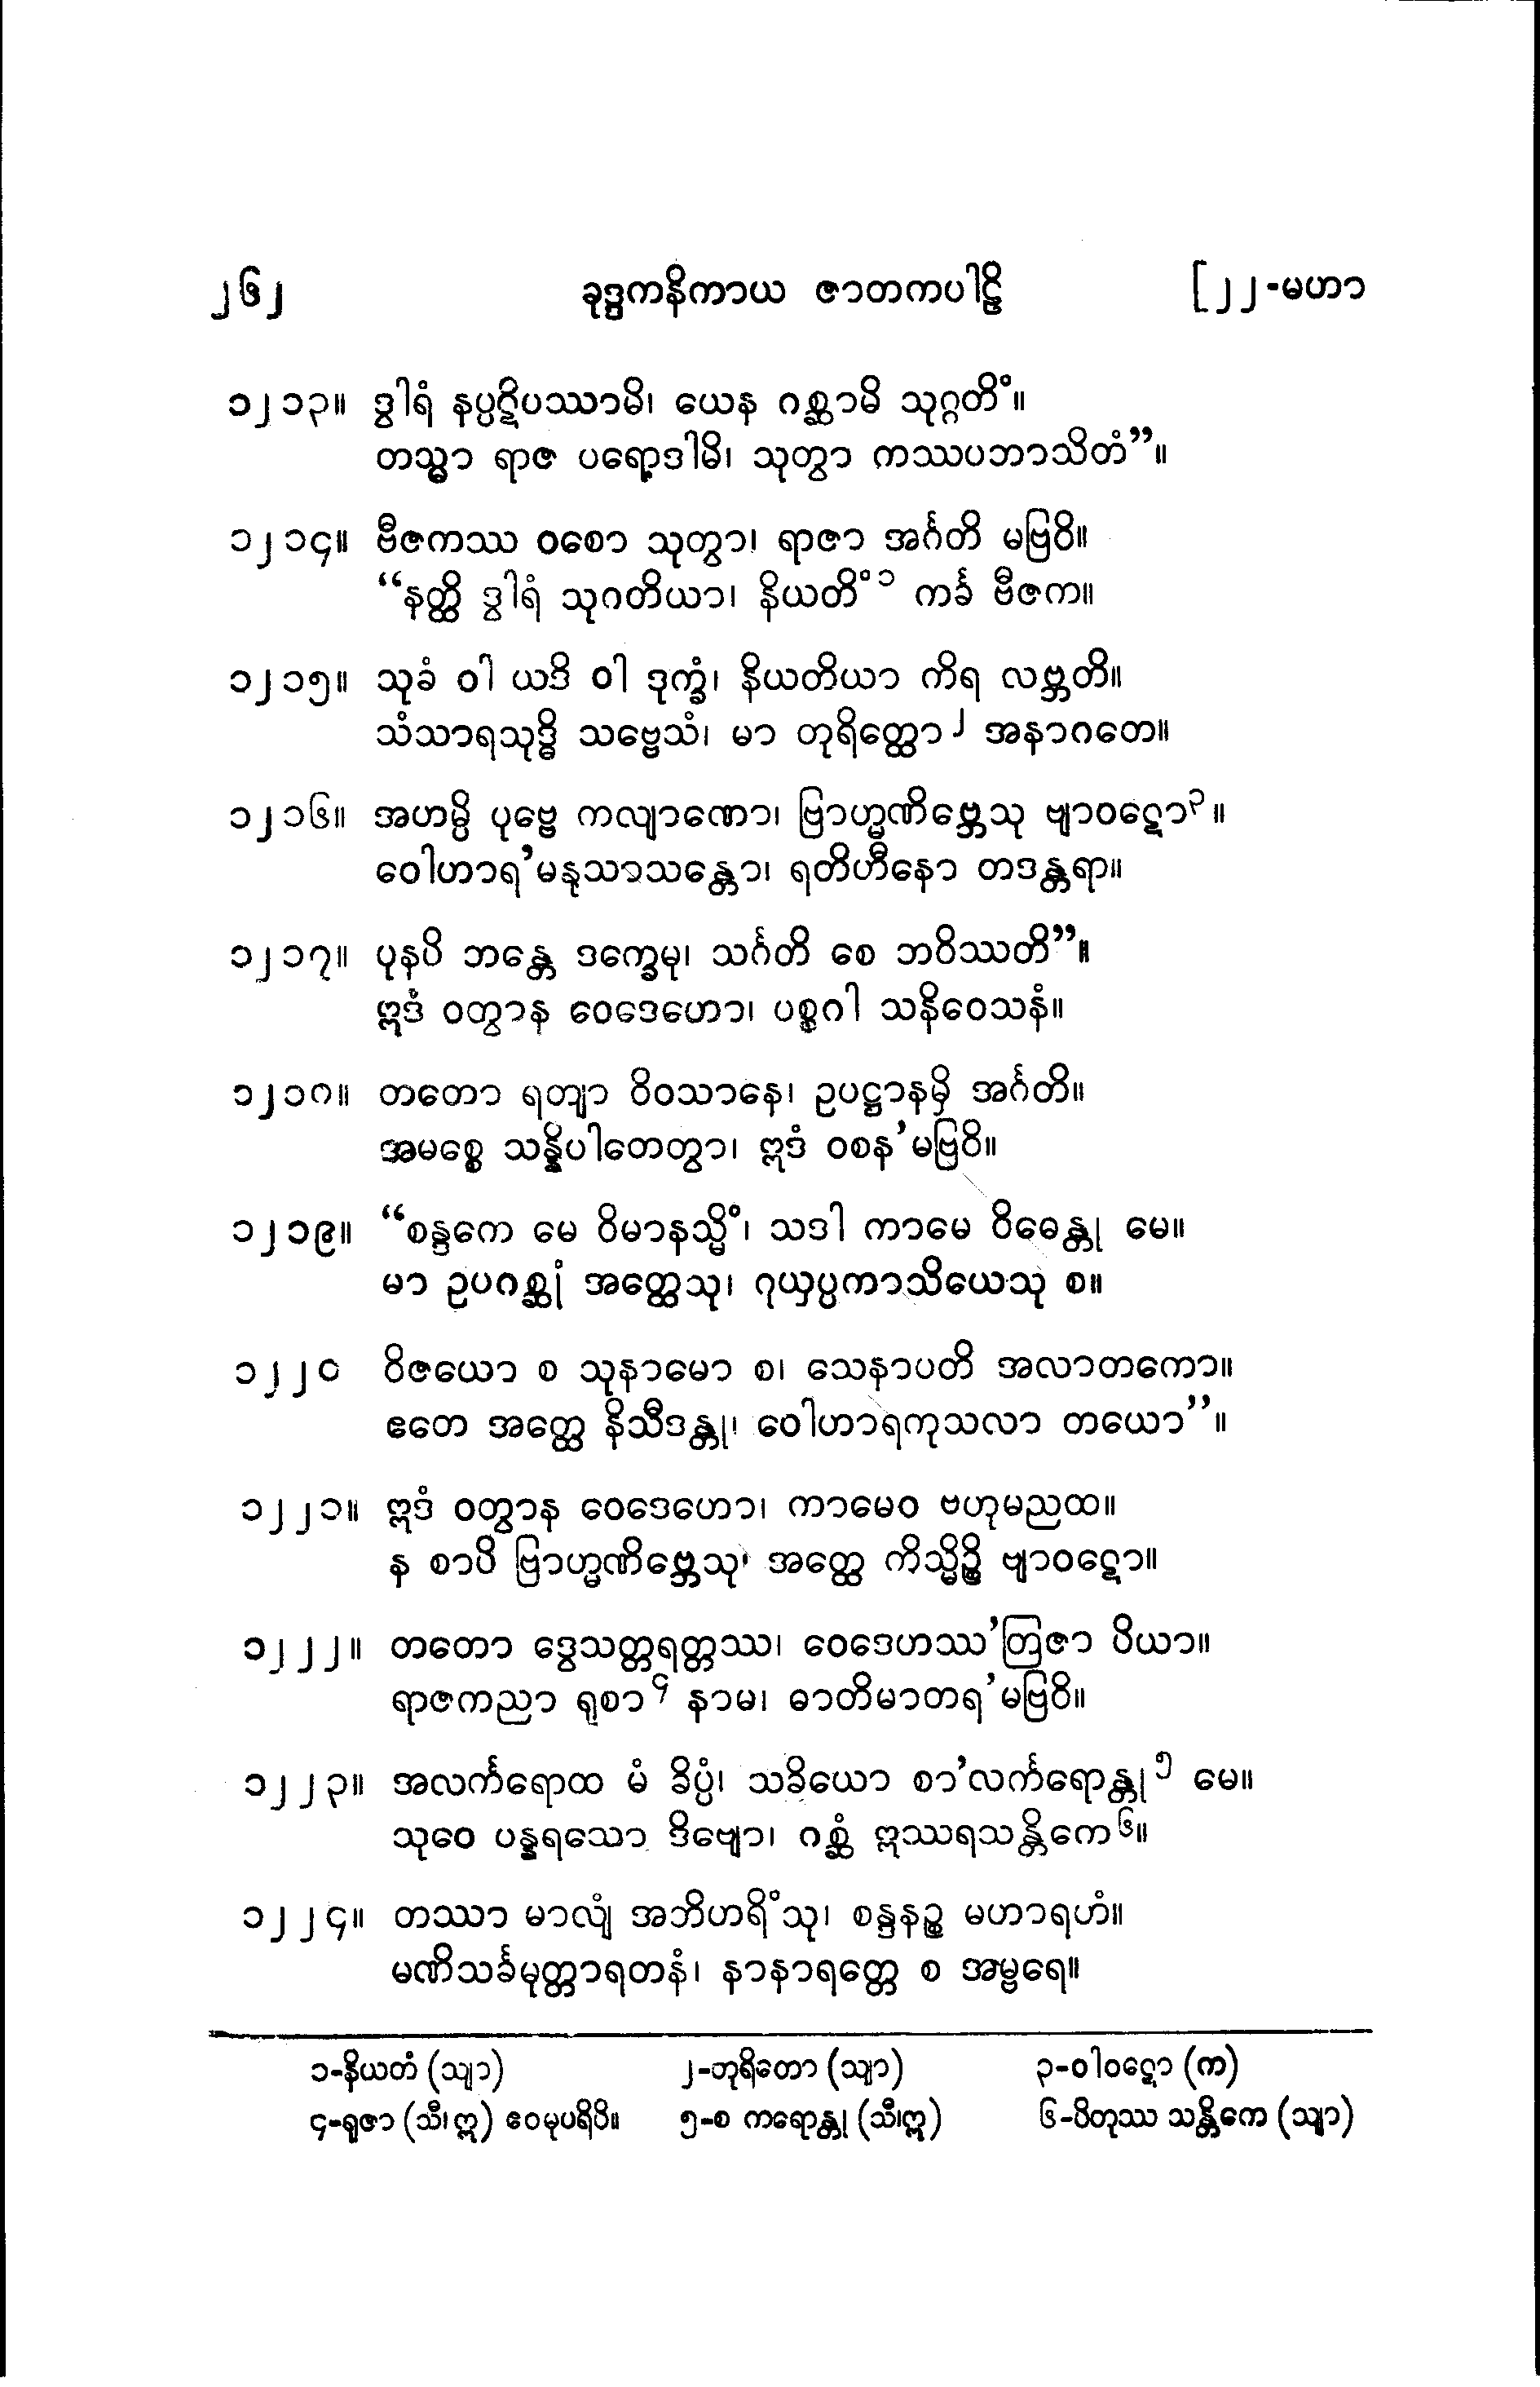 ၂၆၂ ခုဒ္ဒကနိကာယ ဇာတကပါဠိ [၂၂-မဟာ
၁၂၁၃။ ဒွါရံ နပ္ပဋိပဿာမိ၊ ယေန ဂစ္ဆာမိ သုဂ္ဂတိံ။
တသ္မာ ရာဇ ပရောဒါမိ၊ သုတွာ ကဿပဘာသိတံ”။
၁၂၁၄။ ဗီဇကဿ ဝစော သုတွာ၊ ရာဇာ အင်္ဂတိ မဗြဝိ။
“နတ္ထိ ဒွါရံ သုဂတိယာ၊ နိယတိံ ၁ ကင်္ခ ဗီဇက။
၁၂၁၅။ သုခံ ဝါ ယဒိ ဝါ ဒုက္ခံ၊ နိယတိယာ ကိရ လဗ္ဘတိ။
သံသာရသုဒ္ဓိ သဗ္ဗေသံ၊ မာ တုရိတ္ထော ၂ အနာဂတေ။
၁၂၁၆။ အဟမ္ပိ ပုဗ္ဗေ ကလျာဏော၊ ဗြာဟ္မဏိဗ္ဘေသု ဗျာဝဋော ၃ ။
ဝေါဟာရ’မနုသာသန္တော၊ ရတိဟီနော တဒန္တရာ။
၁၂၁၇။ ပုနပိ ဘန္တေ ဒက္ခေမု၊ သင်္ဂတိ စေ ဘဝိဿတိ”။
ဣဒံ ဝတွာန ဝေဒေဟော၊ ပစ္စဂါ သနိဝေသနံ။
၁၂၁၈။ တတော ရတျာ ဝိဝသာနေ၊ ဥပဋ္ဌာနမှိ အင်္ဂတိ။
အမစ္စေ သန္နိပါတေတွာ၊ ဣဒံ ဝစန’မဗြဝိ။
၁၂၁၉။ “စန္ဒကေ မေ ဝိမာနသ္မိံ၊ သဒါ ကာမေ ဝိဓေန္တု မေ။
မာ ဥပဂစ္ဆုံ အတ္ထေသု၊ ဂုယှပ္ပကာသိယေသု စ။
၁၂၂၀ ဝိဇယော စ သုနာမော စ၊ သေနာပတိ အလာတကော။
ဧတေ အတ္ထေ နိသီဒန္တု၊ ဝေါဟာရကုသလာ တယော”။
၁၂၂၁။ ဣဒံ ဝတွာန ဝေဒေဟော၊ ကာမေဝ ဗဟုမညထ။
န စာပိ ဗြာဟ္မဏိဗ္ဘေသု၊ အတ္ထေ ကိသ္မိဉ္စိ ဗျာဝဋော။
၁၂၂၂။ တတော ဒွေသတ္တရတ္တဿ၊ ဝေဒေဟဿ’တြဇာ ပိယာ။
ရာဇကညာ ရုစာ ၄ နာမ၊ ဓာတိမာတရ’မဗြဝိ။
၁၂၂၃။ အလင်္ကရောထ မံ ခိပ္ပံ၊ သခိယော စာ’လင်္ကရောန္တု ၅ မေ။
သုဝေ ပန္နရသော ဒိဗျော၊ ဂစ္ဆံ ဣဿရသန္တိကေ ၆ ။
၁၂၂၄။ တဿာ မာလျံ အဘိဟရိံသု၊ စန္ဒနဉ္စ မဟာရဟံ။
မဏိသင်္ခမုတ္တာရတနံ၊ နာနာရတ္တေ စ အမ္ဗရေ။
၁-နိယတံ (သျာ) ၂-ဘုရိတော (သျာ) ၃-ဝါဝဋော (က)
၄-ရုဇာ (သီ၊ဣ) ဧဝမုပရိပိ။ ၅-စ ကရောန္တု (သီ၊ဣ) ၆-ပိတုဿ သန္တိကေ (သျာ)